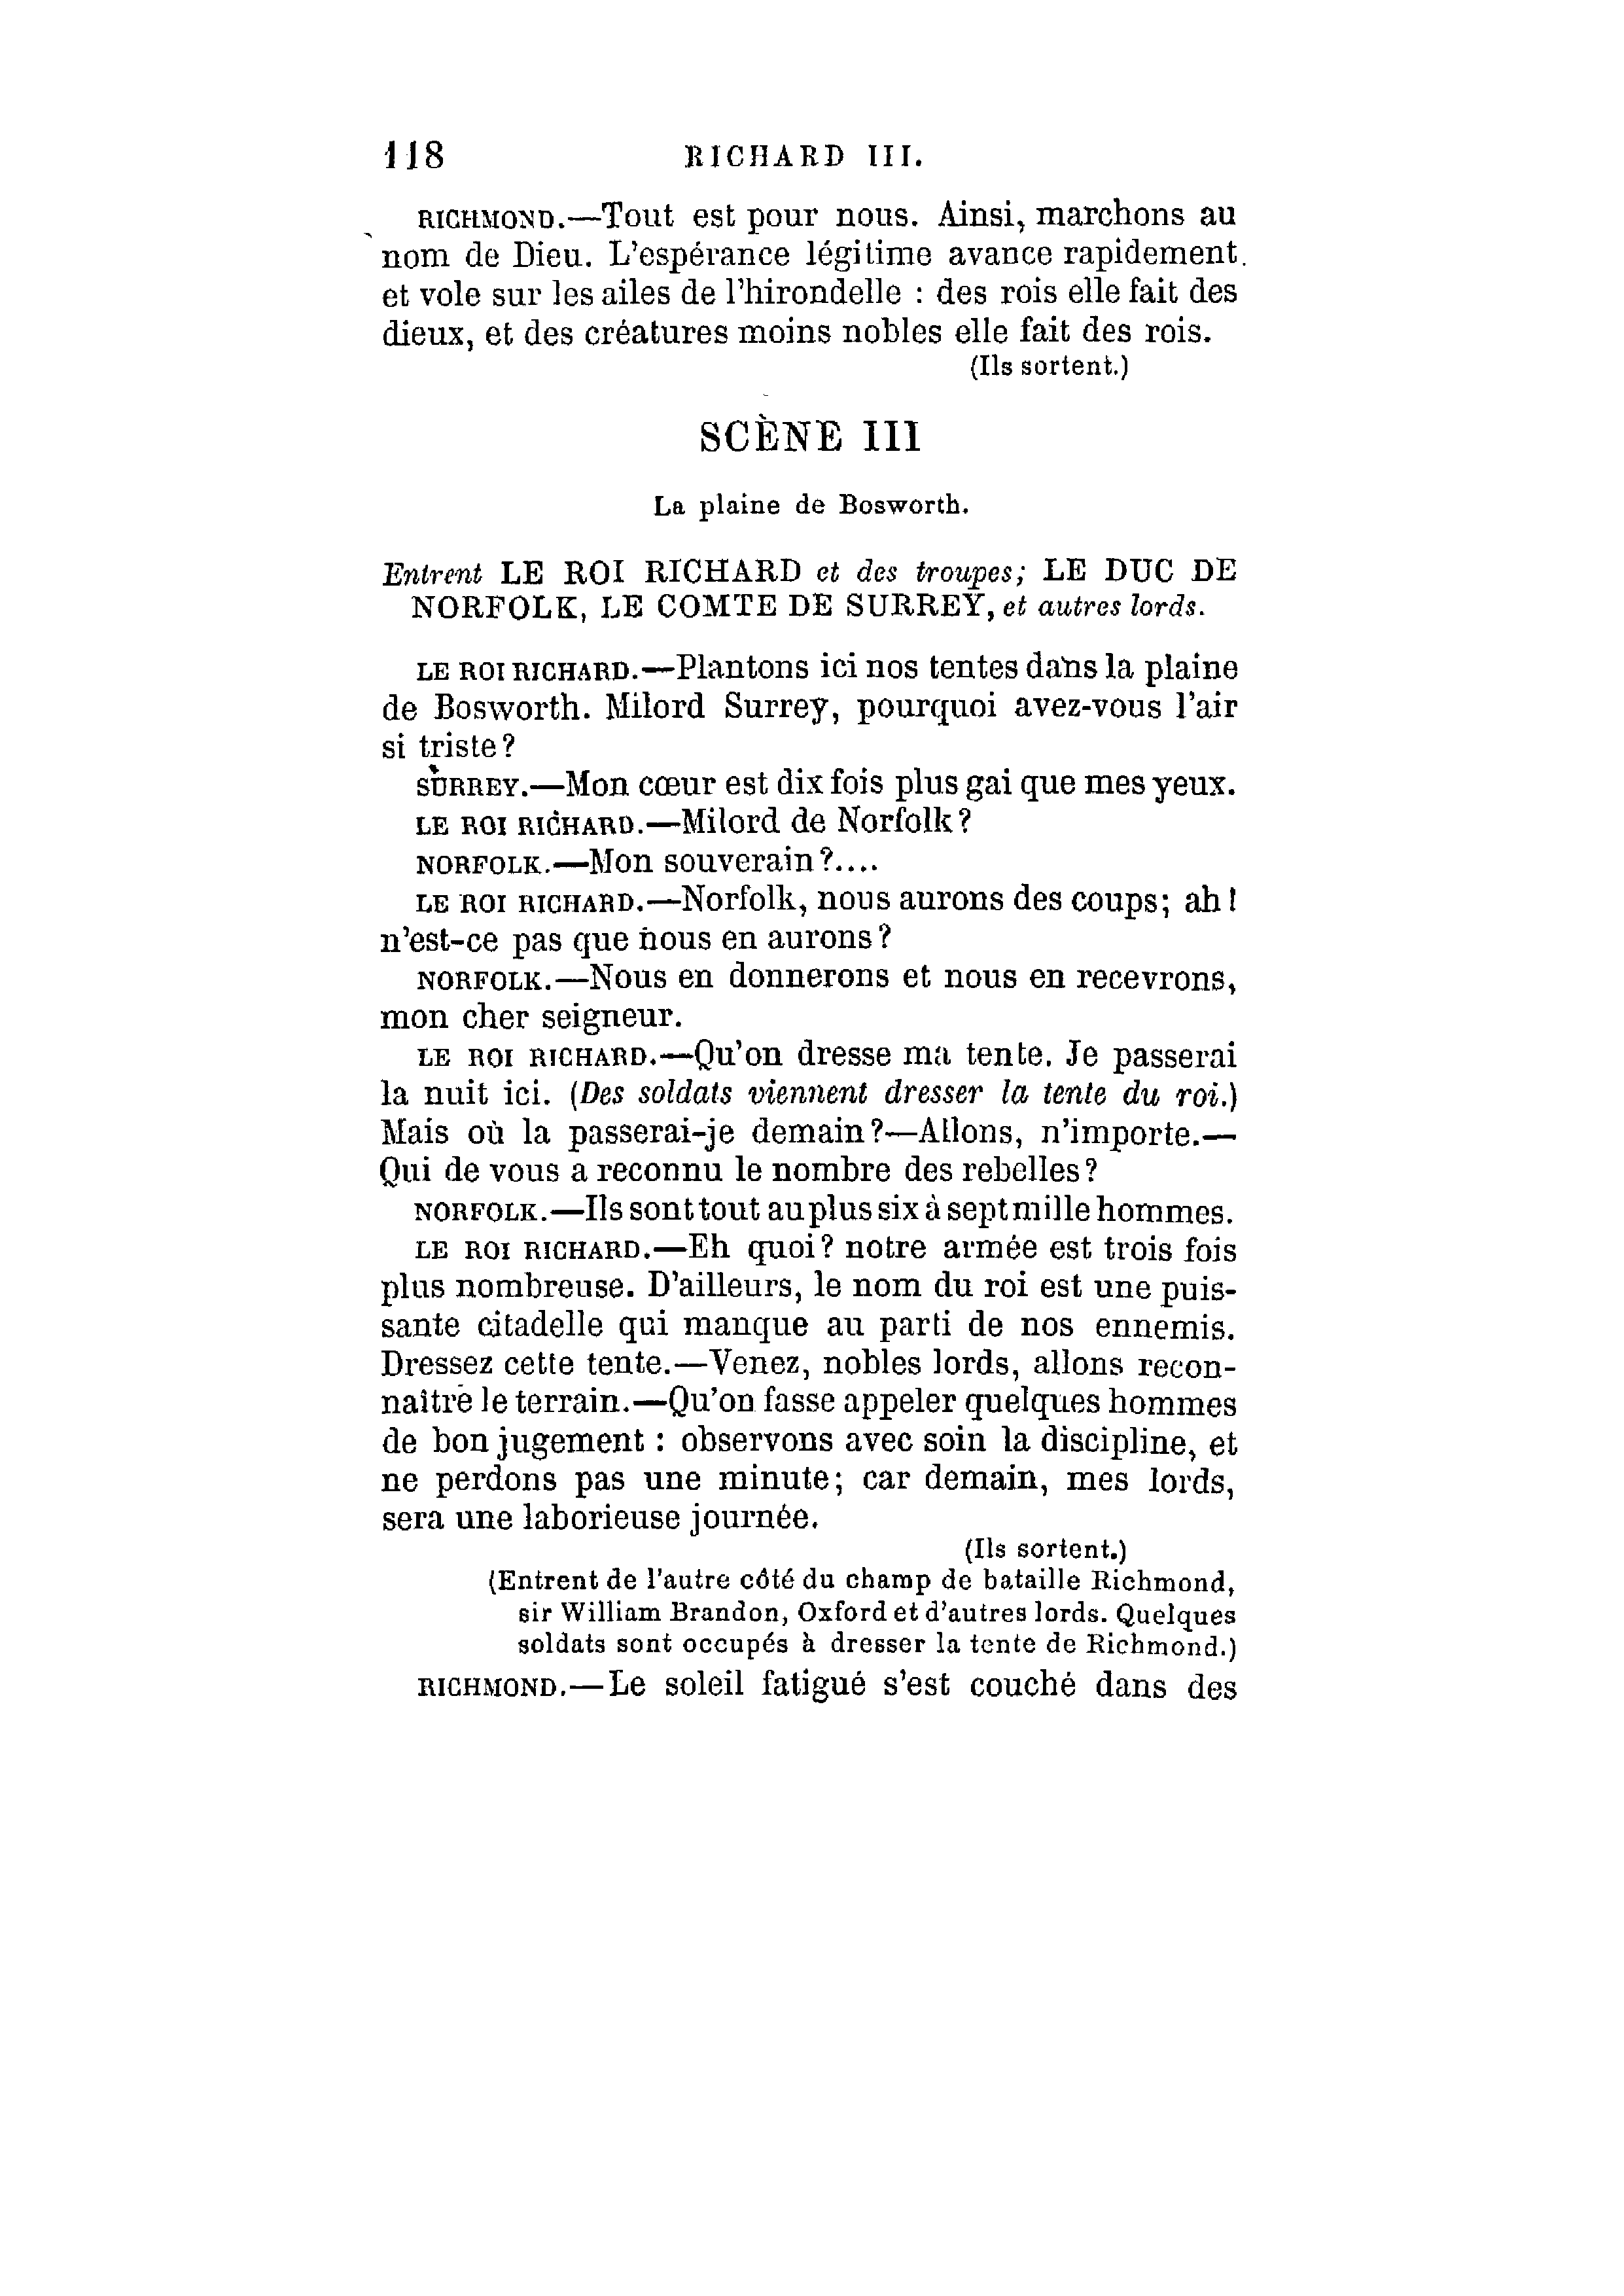 118 RICHARD III.
RICHMOND.—Tout est pour nous. Ainsi, marchons au
nom de Dieu. L'espérance légitime avance rapidement.
et vole sur les ailes de l'hirondelle : des rois elle fait des
dieux, et des créatures moins nobles elle fait des rois.
(Ils sortent.)
SCÈNE III
La plaine de Bosworth.
Entrent LE ROI RICHARD et des troupes; LE DUC DE
NORFOLK, LE COMTE DE SURREY, et autres lords.
LE ROI RICHARD.—Plantons ici nos tentes dans la plaine
de Bosworth. Milord Surrey, pourquoi avez-vous l'air
si triste?
SURREY.—Mon cœur est dix fois plus gai que mes yeux.
LE ROI RICHARD.—Milord de Norfolk?
NORFOLK.—Mon souverain?....
LE ROI RICHARD.—Norfolk, nous aurons des coups; ah!
n'est-ce pas que nous en aurons?
NORFOLK.—Nous en donnerons et nous en recevrons,
mon cher seigneur.
LE ROI RICHARD.—Qu'on dresse ma tente. Je passerai
la nuit ici. (Des soldats viennent dresser la tente du roi.)
Mais où la passerai-je demain?—Allons, n'importe.—
Qui de vous a reconnu le nombre des rebelles?
NORFOLK.—Ils sont tout au plus six à sept mille hommes.
LE ROI RICHARD.—Eh quoi? notre armée est trois fois
plus nombreuse. D'ailleurs, le nom du roi est une puis-
sante citadelle qui manque au parti de nos ennemis.
Dressez cette tente.—Venez, nobles lords, allons recon-
naître le terrain.—Qu'on fasse appeler quelques hommes
de bon jugement : observons avec soin la discipline, et
ne perdons pas une minute; car demain, mes lords,
sera une laborieuse journée.
(Ils sortent.)
(Entrent de l'autre côté du champ de bataille Richmond,
sir William Brandon, Oxford et d'autres lords. Quelques
soldats sont occupés à dresser la tente de Richmond.)
RICHMOND.—Le soleil fatigué s'est couché dans des